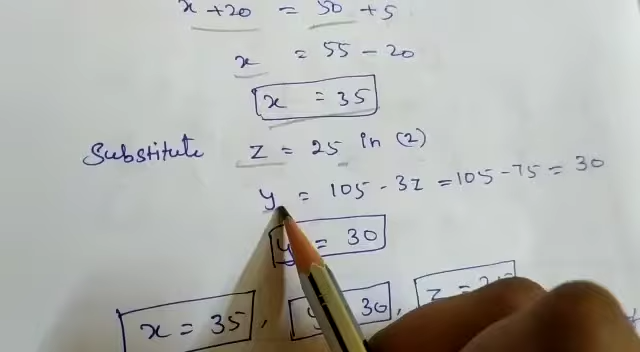 x + 20 = 50 + 5
x = 55 - 20
x = 35
Substitute z = 25 in (2)
y = 105 - 3z = 105 - 75 = 30
y = 30
x = 35, y 30, z =